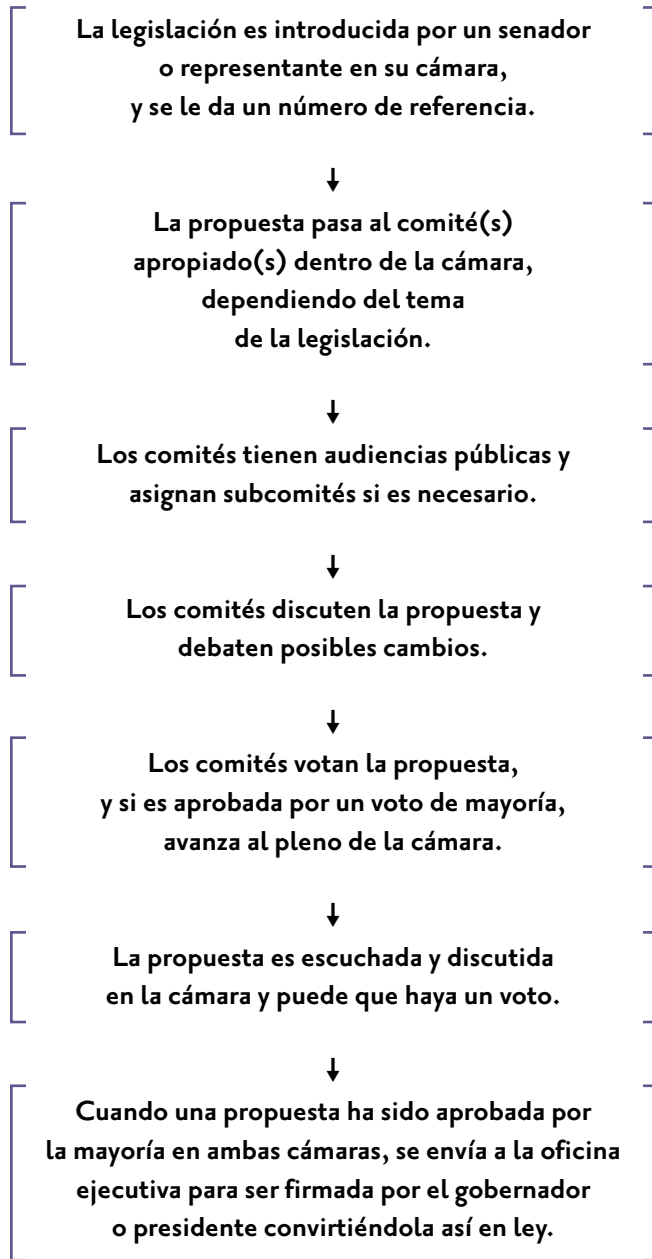 La legislación es introducida por un senador
o representante en su cámara,
y se le da un número de referencia.
↓
La propuesta pasa al comité(s)
apropiado(s) dentro de la cámara,
dependiendo del tema
de la legislación.
↓
Los comités tienen audiencias públicas y
asignan subcomités si es necesario.
↓
Los comités discuten la propuesta y
debaten posibles cambios.
↓
Los comités votan la propuesta,
y si es aprobada por un voto de mayoría,
avanza al pleno de la cámara.
↓
La propuesta es escuchada y discutida
en la cámara y puede que haya un voto.
↓
Cuando una propuesta ha sido aprobada por
la mayoría en ambas cámaras, se envía a la oficina
ejecutiva para ser firmada por el gobernador
o presidente convirtiéndola así en ley.